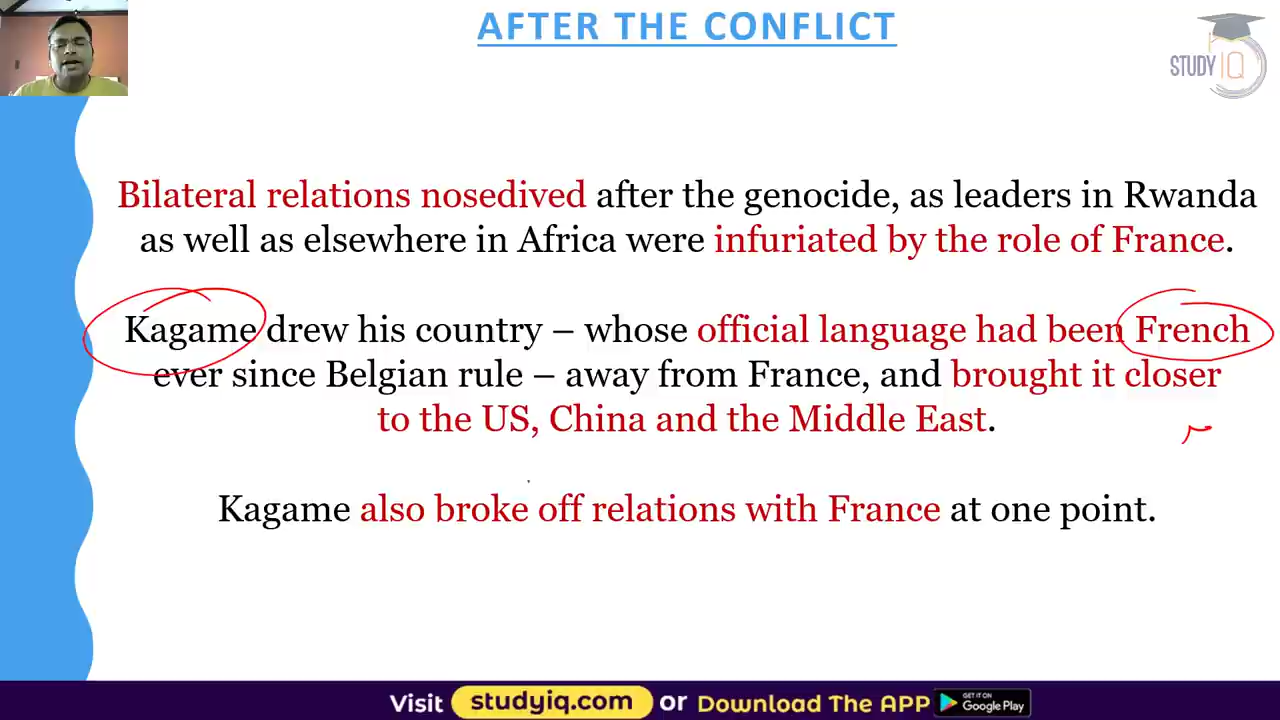 AFTER THE CONFLICT
STUDY IQ
Bilateral relations nosedived after the genocide, as leaders in Rwanda
as well as elsewhere in Africa were infuriated by the role of France.
Kagame drew his country – whose official language had been French
ever since Belgian rule – away from France, and brought it closer
to the US, China and the Middle East.
Kagame also broke off relations with France at one point.
Visit studyiq.com or Download The APP GET IT ON Google Play